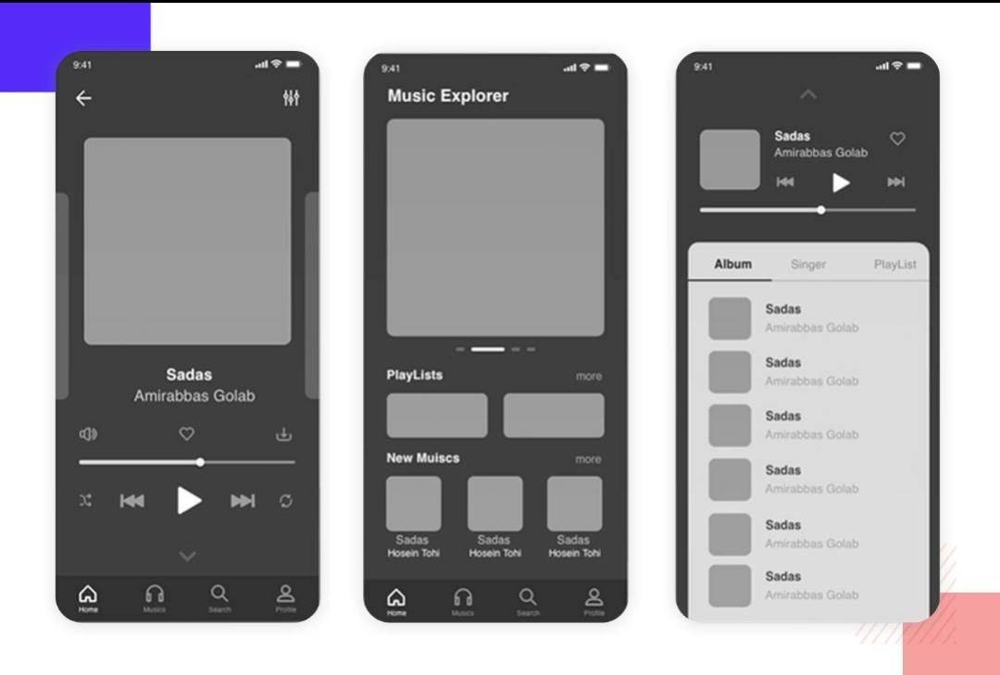 9:41
Sadas
Amirabbas Golab
Home
Musics
Search
Profile
9:41
Music Explorer
PlayLists
more
New Muiscs
more
Sadas
Hosein Tohi
Sadas
Hosein Tohi
Sadas
Hosein Tohi
Home
Musics
Search
Profile
9:41
Sadas
Amirabbas Golab
Album
Singer
PlayList
Sadas
Amirabbas Golab
Sadas
Amirabbas Golab
Sadas
Amirabbas Golab
Sadas
Amirabbas Golab
Sadas
Amirabbas Golab
Sadas
Amirabbas Golab